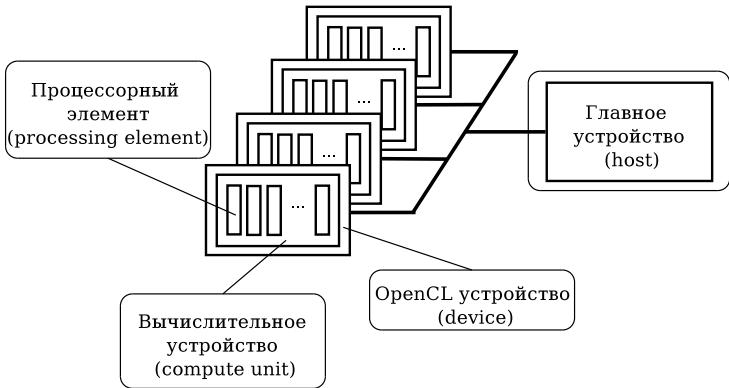 Процессорный
элемент
(processing element)
...
...
...
...
Главное
устройство
(host)
OpenCL устройство
(device)
Вычислительное
устройство
(compute unit)